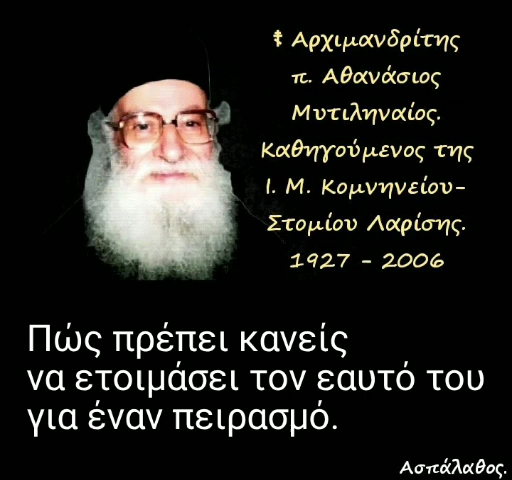 ☦ Αρχιμανδρίτης
π. Αθανάσιος
Μυτιληναίος.
Καθηγούμενος της
Ι. Μ. Κομνηνείου-
Στομίου Λαρίσης.
1927 - 2006
Πώς πρέπει κανείς
να ετοιμάσει τον εαυτό του
για έναν πειρασμό.
Ασπάλαθος.